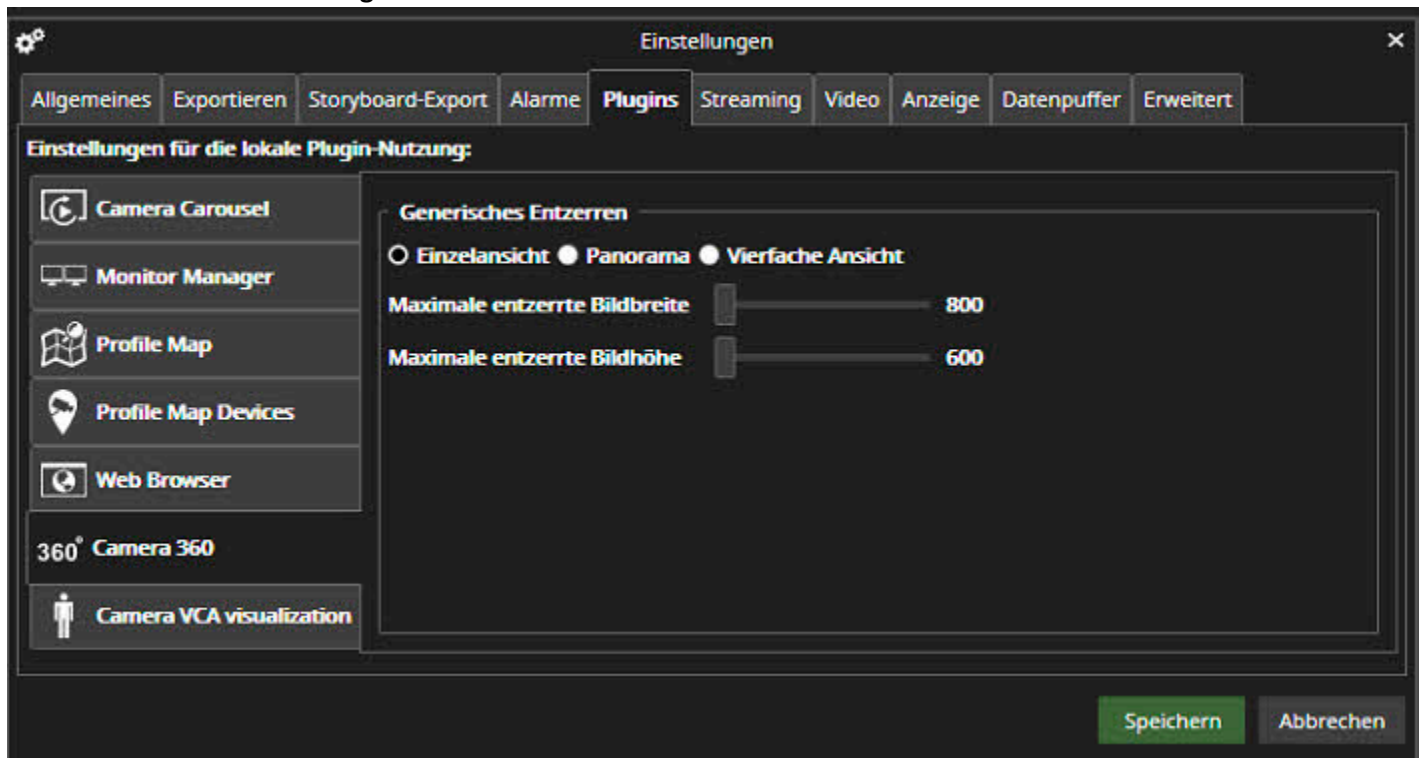 Einstellungen
Allgemeines Exportieren Storyboard-Export Alarme Plugins Streaming Video Anzeige Datenpuffer Erweitert
Einstellungen für die lokale Plugin-Nutzung:
Camera Carousel
Monitor Manager
Profile Map
Profile Map Devices
Web Browser
360° Camera 360
Camera VCA visualization
Generisches Entzerren
Einzelansicht Panorama Vierfache Ansicht
Maximale entzerrte Bildbreite 800
Maximale entzerrte Bildhöhe 600
Speichern Abbrechen